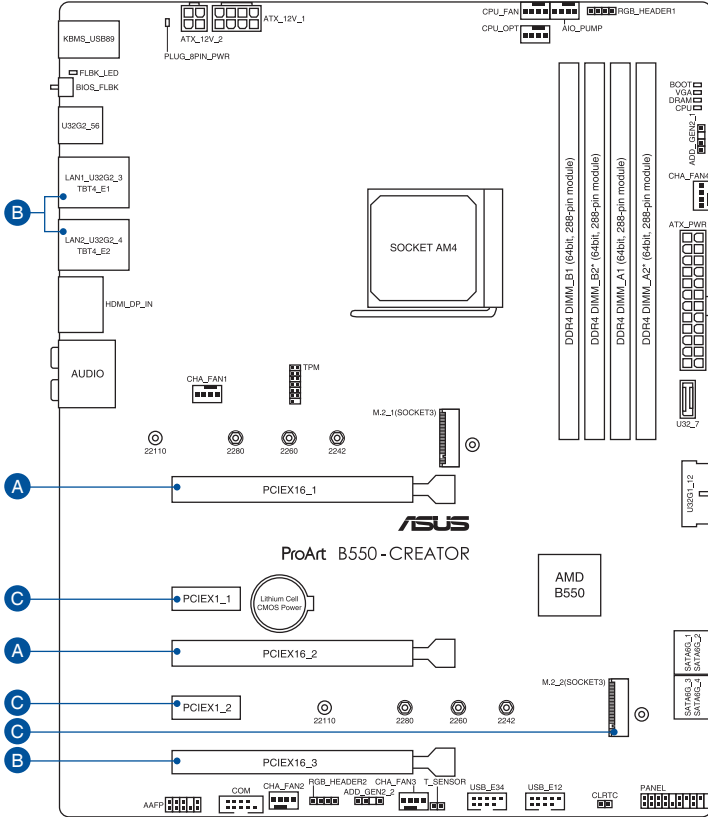 CPU_FAN
AIO_PUMP
RGB_HEADER1
CPU_OPT
ATX_12V_2
ATX_12V_1
PLUG_8PIN_PWR
KBMS_USB89
FLBK_LED
BIOS_FLBK
U32G2_56
BOOT
VGA
DRAM
CPU
ADD_GEN2_1
B
LAN1_U32G2_3
TBT4_E1
LAN2_U32G2_4
TBT4_E2
CHA_FAN4
ATX_PWR
SOCKET AM4
DDR4 DIMM_B1 (64bit, 288-pin module)
DDR4 DIMM_B2* (64bit, 288-pin module)
DDR4 DIMM_A1 (64bit, 288-pin module)
DDR4 DIMM_A2* (64bit, 288-pin module)
HDMI_DP_IN
AUDIO
CHA_FAN1
TPM
M.2_1(SOCKET3)
U32_7
22110
2280
2260
2242
A
PCIEX16_1
U32G1_12
ASUS
ProArt B550-CREATOR
AMD
B550
C
PCIEX1_1
Lithium Cell
CMOS Power
A
PCIEX16_2
SATA6G_1
SATA6G_2
SATA6G_3
SATA6G_4
M.2_2(SOCKET3)
C
PCIEX1_2
22110
2280
2260
2242
C
B
PCIEX16_3
AAFP
COM
CHA_FAN2
RGB_HEADER2
ADD_GEN2_2
CHA_FAN3
T_SENSOR
USB_E34
USB_E12
CLRTC
PANEL